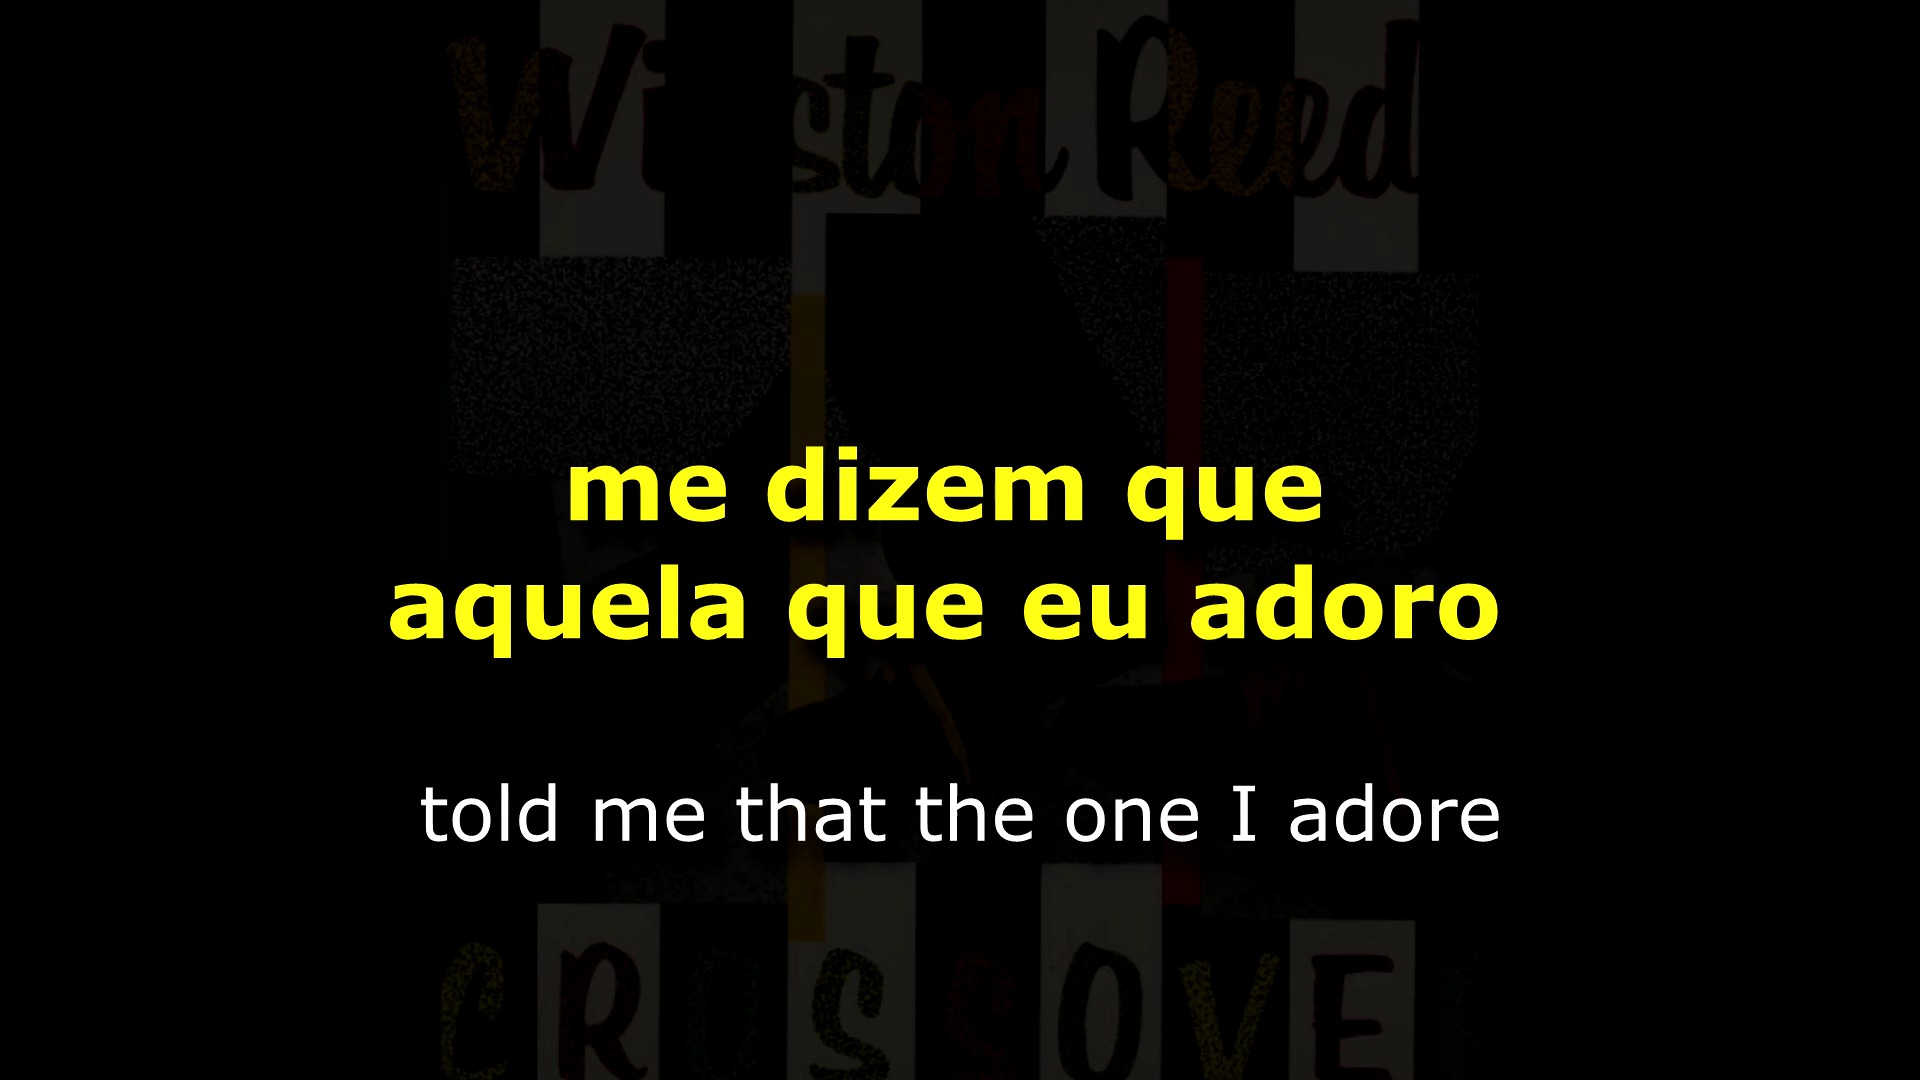 Winston Reed
me dizem que
aquela que eu adoro
told me that the one I adore
CROSSOVE